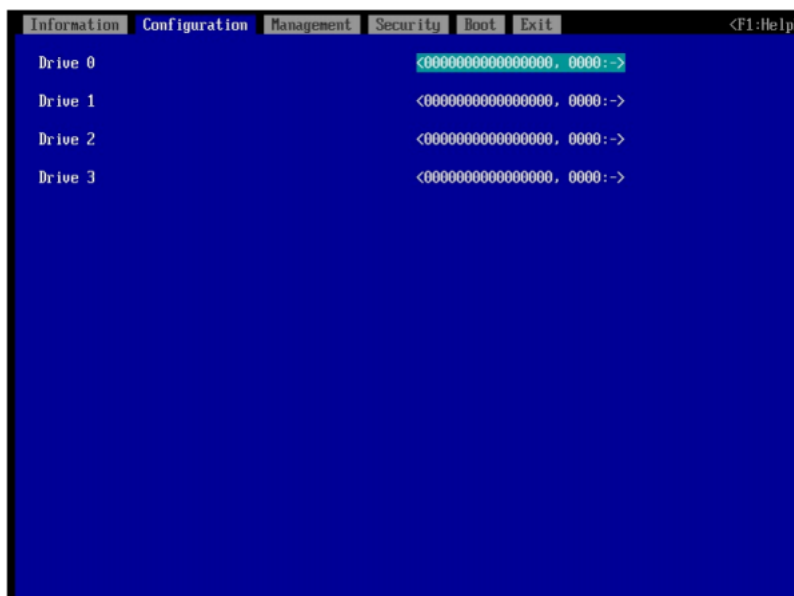 Information Configuration Management Security Boot Exit <F1:Help
Drive 0 <0000000000000000, 0000:->
Drive 1 <0000000000000000, 0000:->
Drive 2 <0000000000000000, 0000:->
Drive 3 <0000000000000000, 0000:->